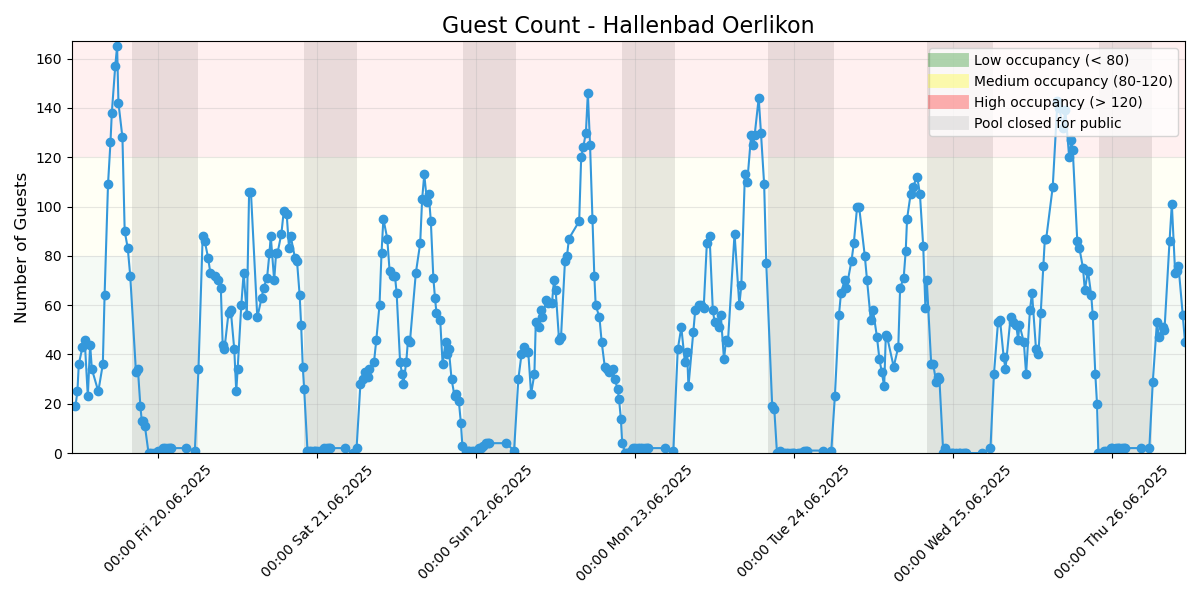 Guest Count - Hallenbad Oerlikon
Number of Guests
160
140
120
100
80
60
40
20
0
Low occupancy (< 80)
Medium occupancy (80-120)
High occupancy (> 120)
Pool closed for public
00:00 Fri 20.06.2025
00:00 Sat 21.06.2025
00:00 Sun 22.06.2025
00:00 Mon 23.06.2025
00:00 Tue 24.06.2025
00:00 Wed 25.06.2025
00:00 Thu 26.06.2025